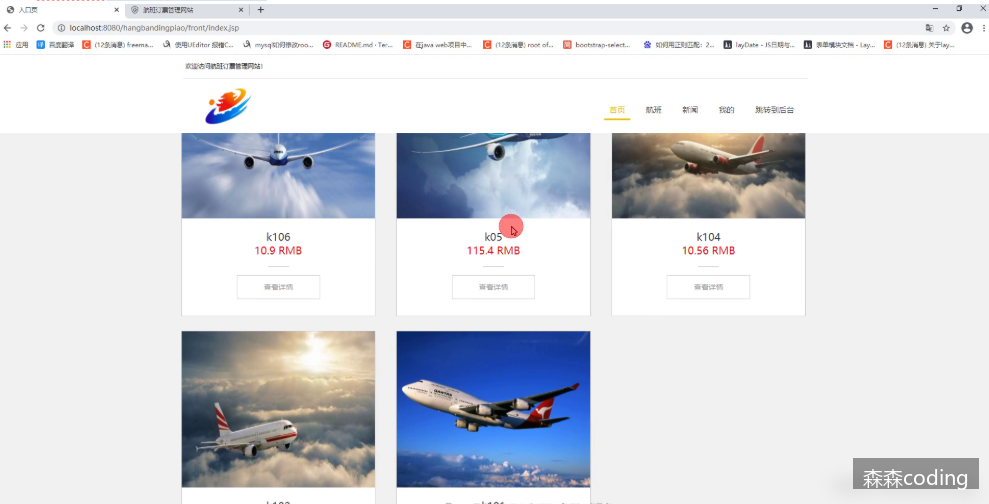 入口页
航班订票管理网站
localhost:8080/hangbandingpiao/front/index.jsp
应用
百度翻译
(12条消息) freema...
使用UEditor 报错C...
mysql如何修改roo...
README.md · Ter...
在java web项目中...
(12条消息) root of...
bootstrap-select...
如何用正则匹配：2...
layDate - JS日期与...
表单模块文档 - Lay...
(12条消息) 关于lay...
欢迎访问航班订票管理网站!
首页
航班
新闻
我的
跳转到后台
k106
k05
k104
10.9 RMB
115.4 RMB
10.56 RMB
查看详情
查看详情
查看详情
森森coding